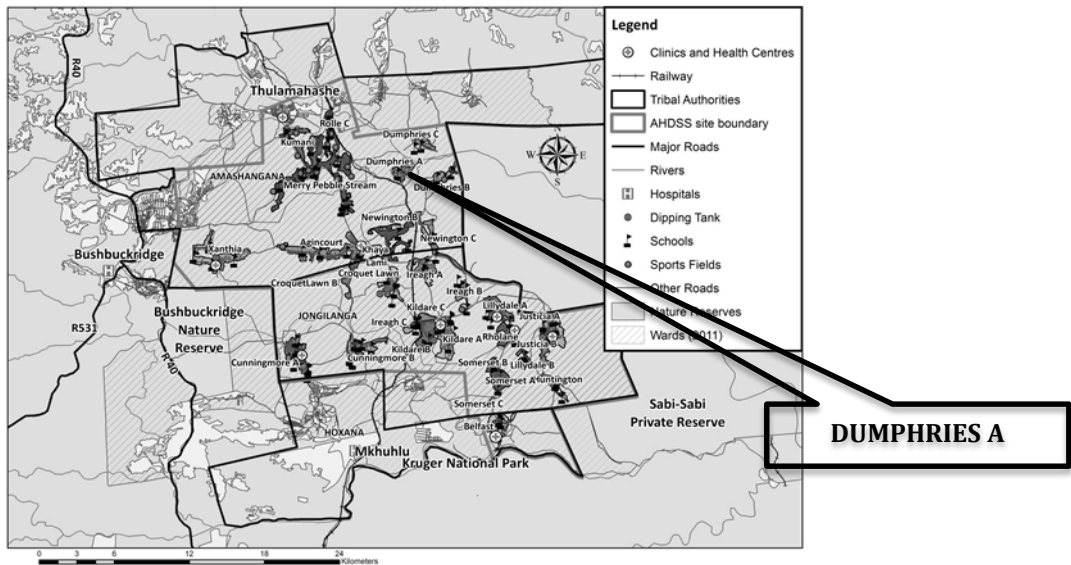 R40
Thulamahashe
Rolle C
Kumani
Dumphries C
Dumphries A
AMASHANGANA
Merry Pebble Stream
Dumphries B
Newington B
Newington C
Xanthia
Agincourt
Khaya
Lami
Bushbuckridge
Croquet Lawn
Ireagh A
CroquetLawn B
Ireagh B
R531
Bushbuckridge
Nature
Reserve
JONGILANGA
Kildare C
Lillydale A
Ireagh C
Justicia A
Rholane
Kildare A
Justicia B
R40
Cunningmore A
KildareB
Cunningmore B
Somerset B
Lillydale B
Somerset A
Huntington
Somerset C
Sabi-Sabi
Private Reserve
HOXANA
Belfast
Mkhuhlu
Kruger National Park
Legend
Clinics and Health Centres
Railway
Tribal Authorities
AHDSS site boundary
Major Roads
Rivers
H Hospitals
Dipping Tank
Schools
Sports Fields
Other Roads
Nature Reserves
Wards (2011)
N
W E
S
DUMPHRIES A
0 3 6 12 18 24
Kilometers